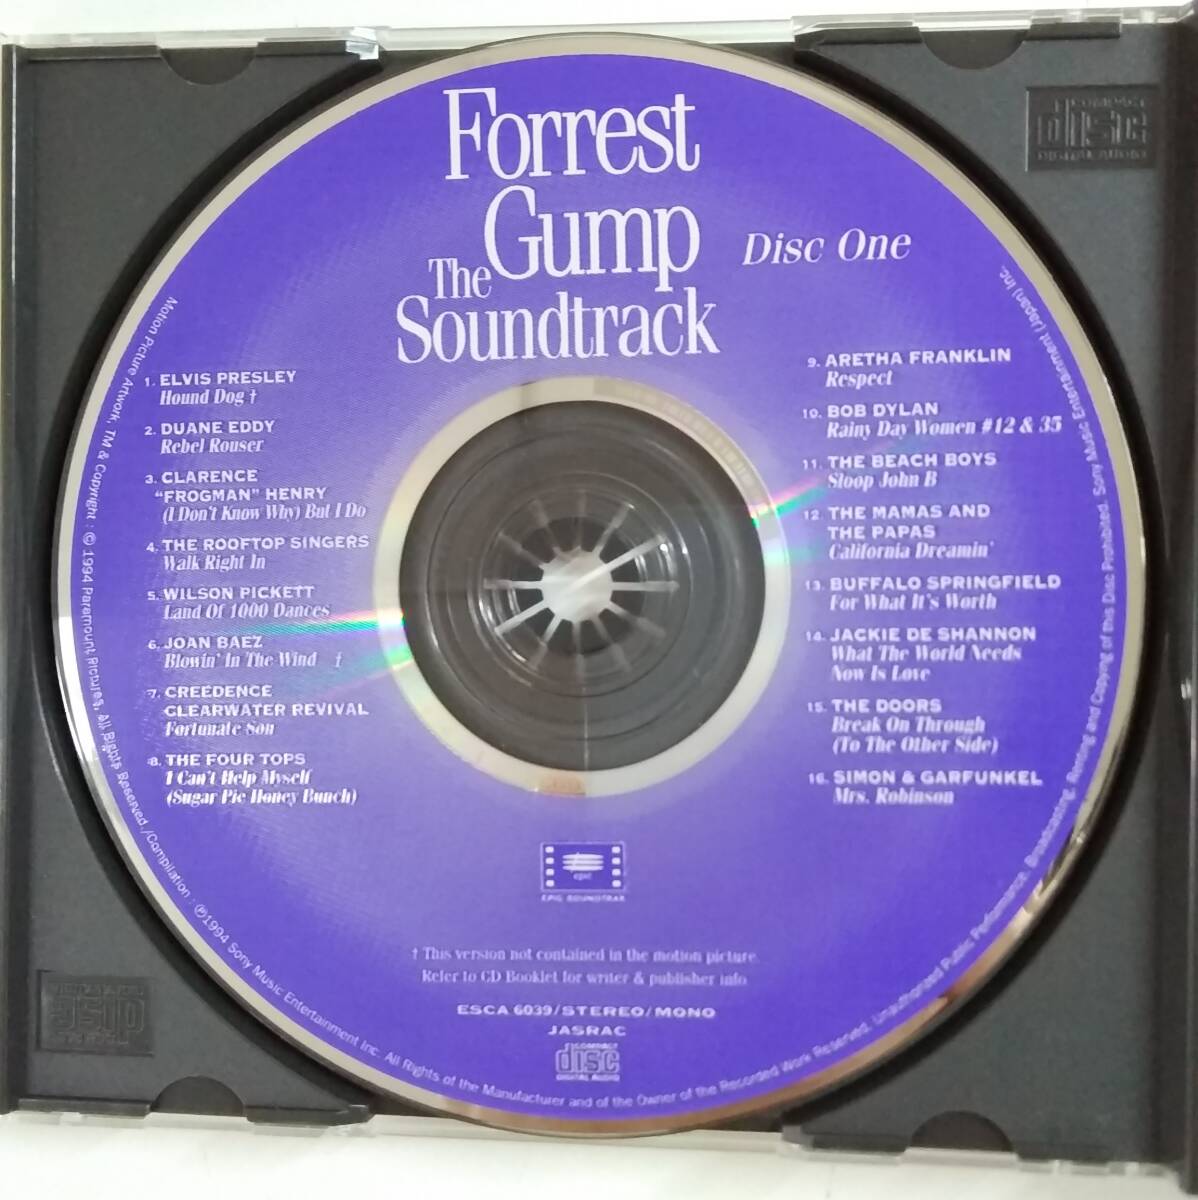 Forrest
Gump
The
Soundtrack
Disc One
1. ELVIS PRESLEY
Hound Dog †
2. DUANE EDDY
Rebel Rouser
3. CLARENCE
"FROGMAN" HENRY
(I Don't Know Why) But I Do
4. THE ROOFTOP SINGERS
Walk Right In
5. WILSON PICKETT
Land Of 1000 Dances
6. JOAN BAEZ
Blowin' In The Wind †
7. CREEDENCE
CLEARWATER REVIVAL
Fortunate Son
8. THE FOUR TOPS
I Can't Help Myself
(Sugar Pie Honey Bunch)
9. ARETHA FRANKLIN
Respect
10. BOB DYLAN
Rainy Day Women #12 & 35
11. THE BEACH BOYS
Sloop John B
12. THE MAMAS AND
THE PAPAS
California Dreamin'
13. BUFFALO SPRINGFIELD
For What It's Worth
14. JACKIE DE SHANNON
What The World Needs
Now Is Love
15. THE DOORS
Break On Through
(To The Other Side)
16. SIMON & GARFUNKEL
Mrs. Robinson
epic
EPIC SOUNDTRAX
† This version not contained in the motion picture.
Refer to CD Booklet for writer & publisher info
ESCA 6039/STEREO/MONO
JASRAC
COMPACT
disc
DIGITAL AUDIO
Motion Picture Artwork, TM & Copyright : © 1994 Paramount Pictures, All Rights Reserved./Compilation : ℗1994 Sony Music Entertainment Inc. All Rights of the Manufacturer and of the Owner of the Recorded Work Reserved. Unauthorized Public Performance, Broadcasting, Renting and Copying of this Disc Prohibited. Sony Music Entertainment (Japan) Inc.
COMPACT
disc
DIGITAL AUDIO
COMPACT
disc
DIGITAL AUDIO